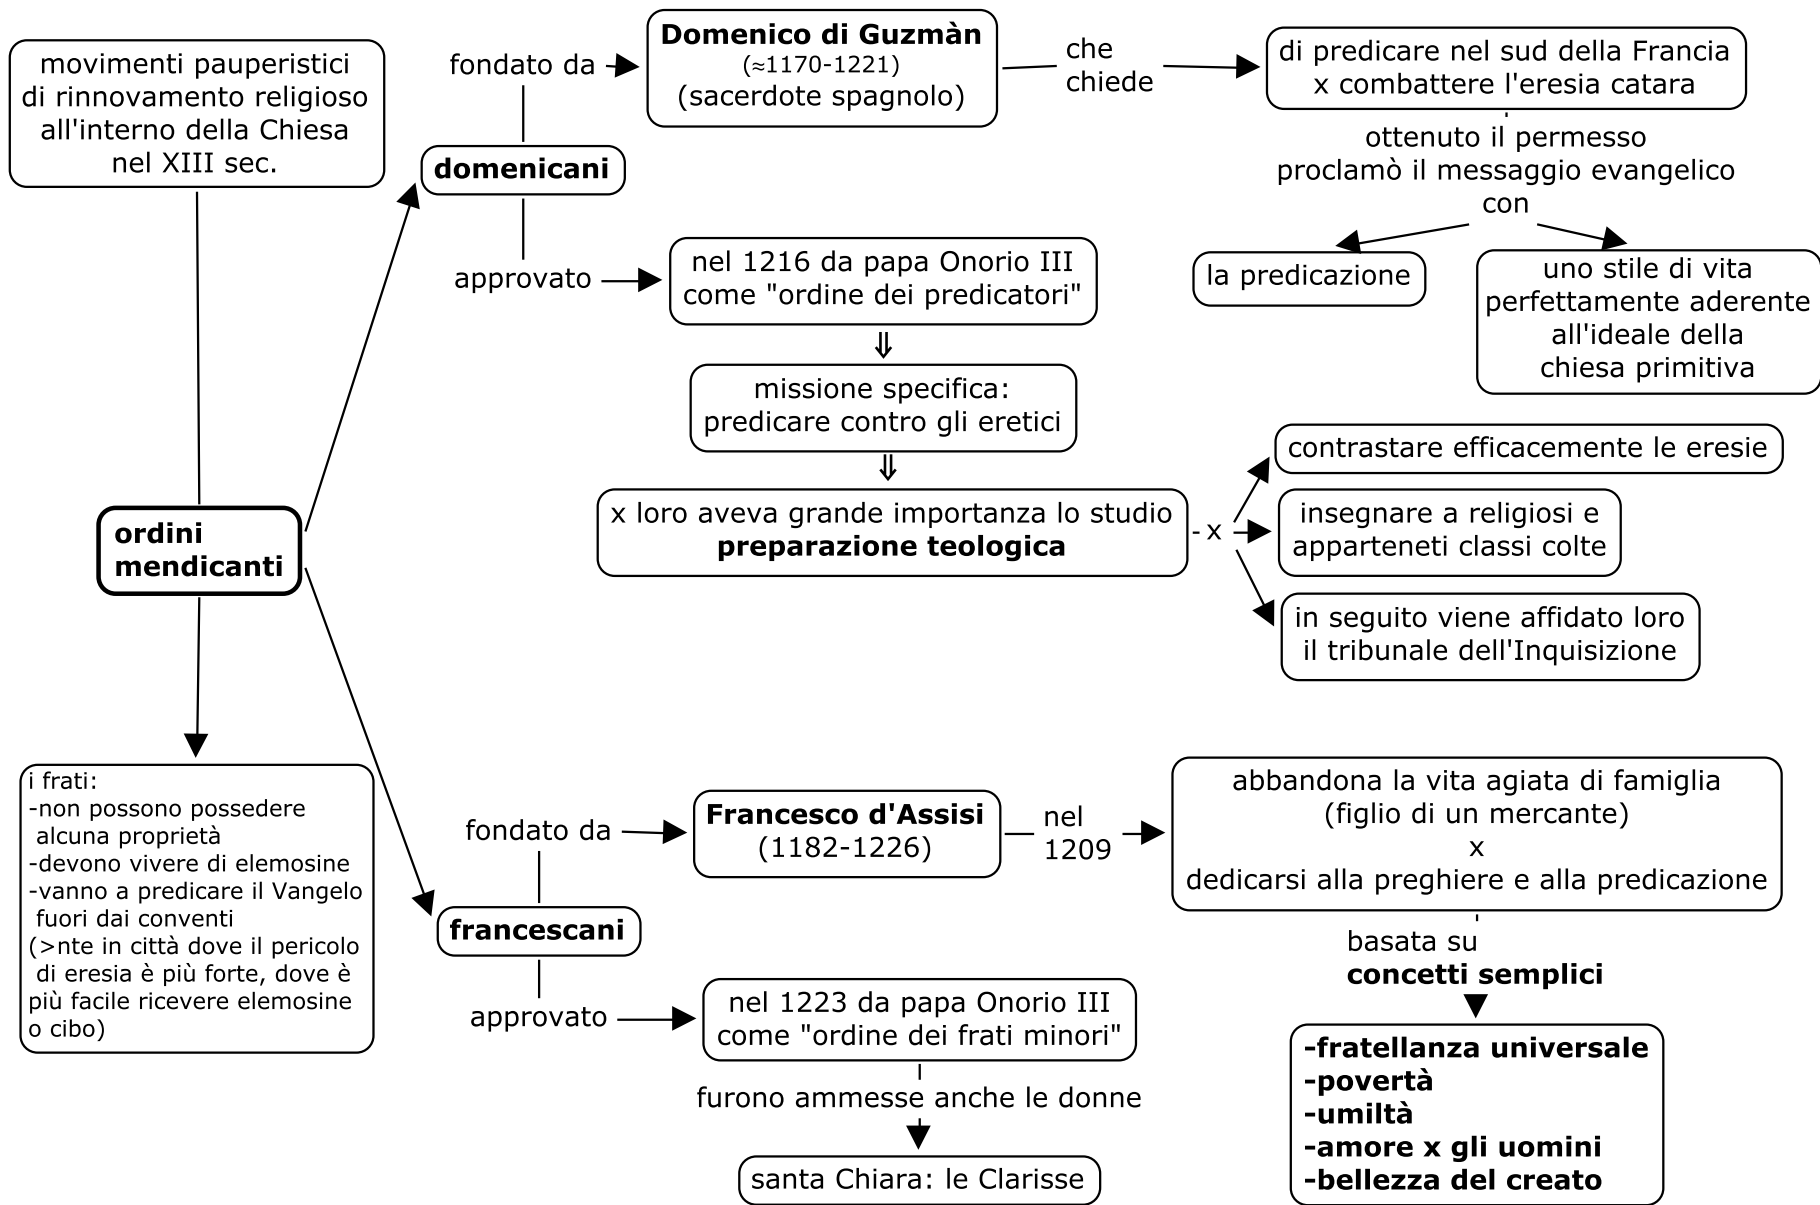 movimenti pauperistici
di rinnovamento religioso
all'interno della Chiesa
nel XIII sec.
ordini
mendicanti
i frati:
-non possono possedere
alcuna proprietà
-devono vivere di elemosine
-vanno a predicare il Vangelo
fuori dai conventi
(>nte in città dove il pericolo
di eresia è più forte, dove è
più facile ricevere elemosine
o cibo)
domenicani
fondato da
Domenico di Guzmàn
(≈1170-1221)
(sacerdote spagnolo)
che
chiede
di predicare nel sud della Francia
x combattere l'eresia catara
ottenuto il permesso
proclamò il messaggio evangelico
con
la predicazione
uno stile di vita
perfettamente aderente
all'ideale della
chiesa primitiva
approvato
nel 1216 da papa Onorio III
come "ordine dei predicatori"
⇓
missione specifica:
predicare contro gli eretici
⇓
x loro aveva grande importanza lo studio
preparazione teologica
- x
contrastare efficacemente le eresie
insegnare a religiosi e
apparteneti classi colte
in seguito viene affidato loro
il tribunale dell'Inquisizione
francescani
fondato da
Francesco d'Assisi
(1182-1226)
nel
1209
abbandona la vita agiata di famiglia
(figlio di un mercante)
x
dedicarsi alla preghiere e alla predicazione
basata su
concetti semplici
-fratellanza universale
-povertà
-umiltà
-amore x gli uomini
-bellezza del creato
approvato
nel 1223 da papa Onorio III
come "ordine dei frati minori"
furono ammesse anche le donne
santa Chiara: le Clarisse